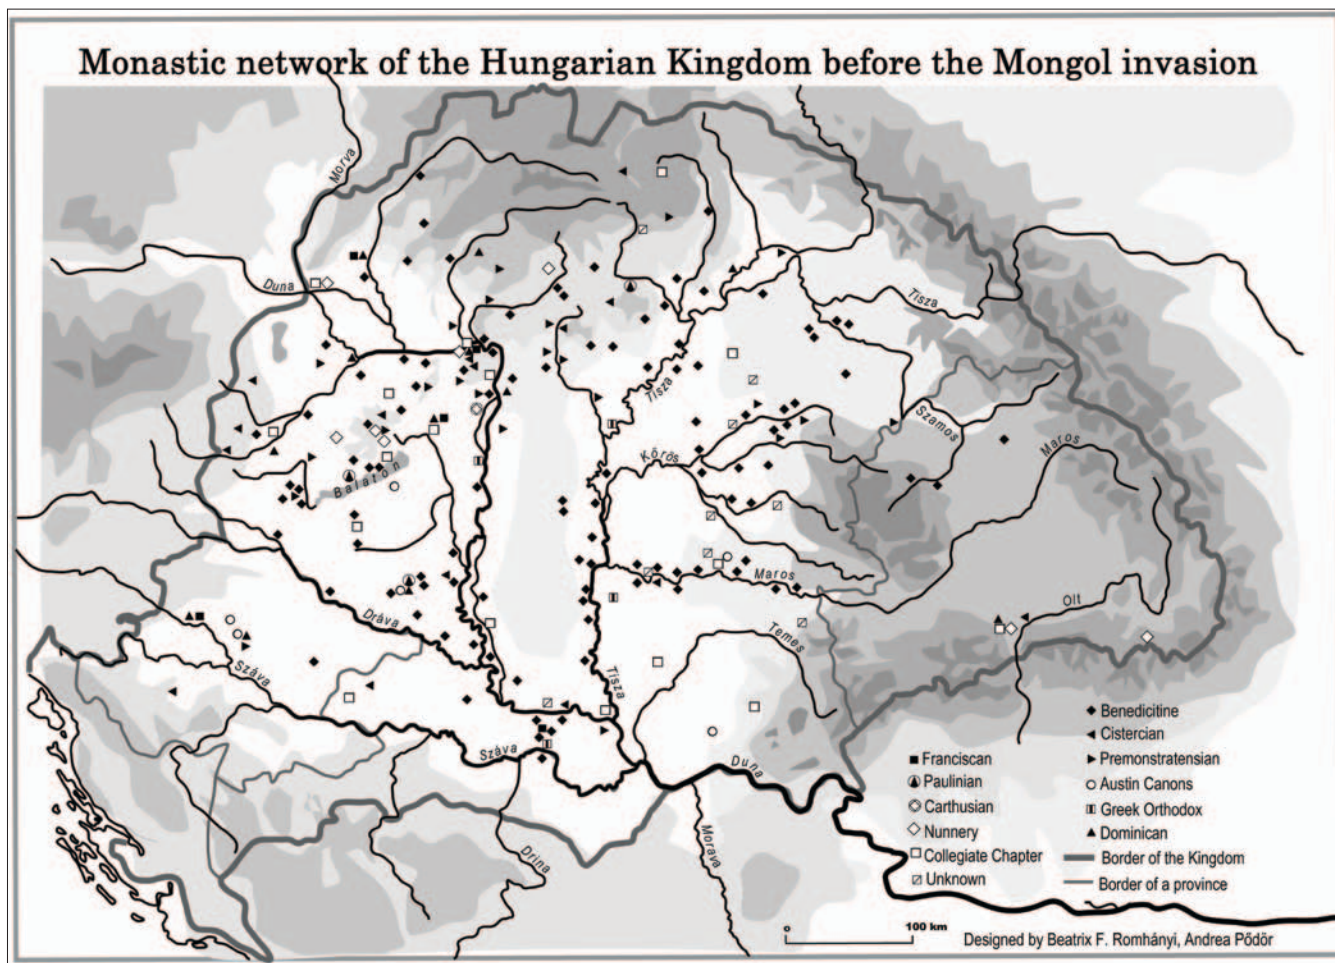 Monastic network of the Hungarian Kingdom before the Mongol invasion
Morva
Duna
Tisza
Tisza
Szamos
Maros
Körös
Balaton
Maros
Olt
Dráva
Temes
Száva
Tisza
Száva
Duna
Drina
Morava
Benedicitine
Cistercian
Franciscan
Premonstratensian
Paulinian
Austin Canons
Carthusian
Greek Orthodox
Nunnery
Dominican
Collegiate Chapter
Border of the Kingdom
Unknown
Border of a province
0
100 km
Designed by Beatrix F. Romhányi, Andrea Pődör